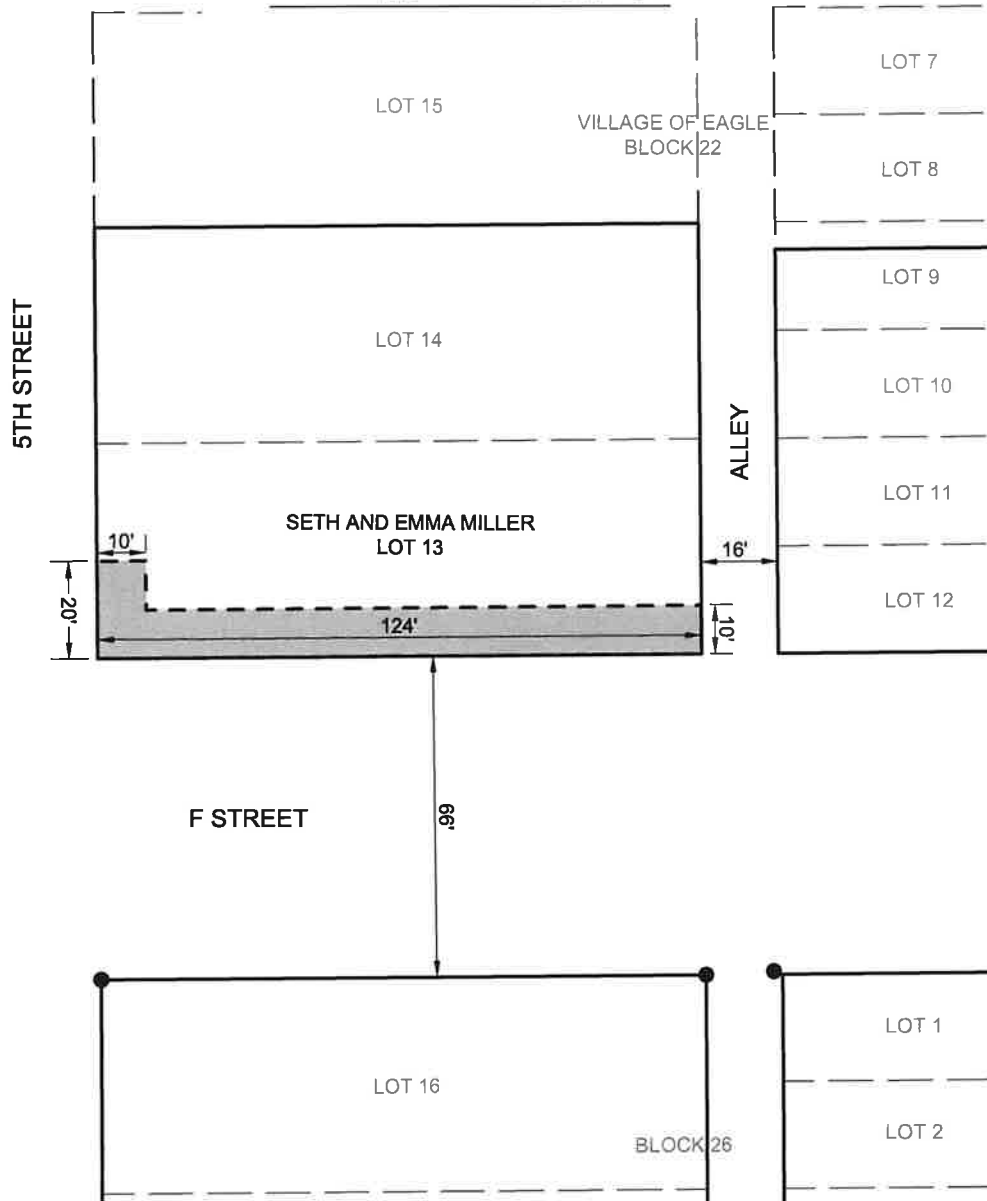 LOT 15
VILLAGE OF EAGLE
BLOCK 22
LOT 7
LOT 8
LOT 9
5TH STREET
LOT 14
LOT 10
ALLEY
LOT 11
SETH AND EMMA MILLER
LOT 13
10'
16'
20'
LOT 12
124'
10'
F STREET
66'
LOT 16
LOT 1
BLOCK 26
LOT 2